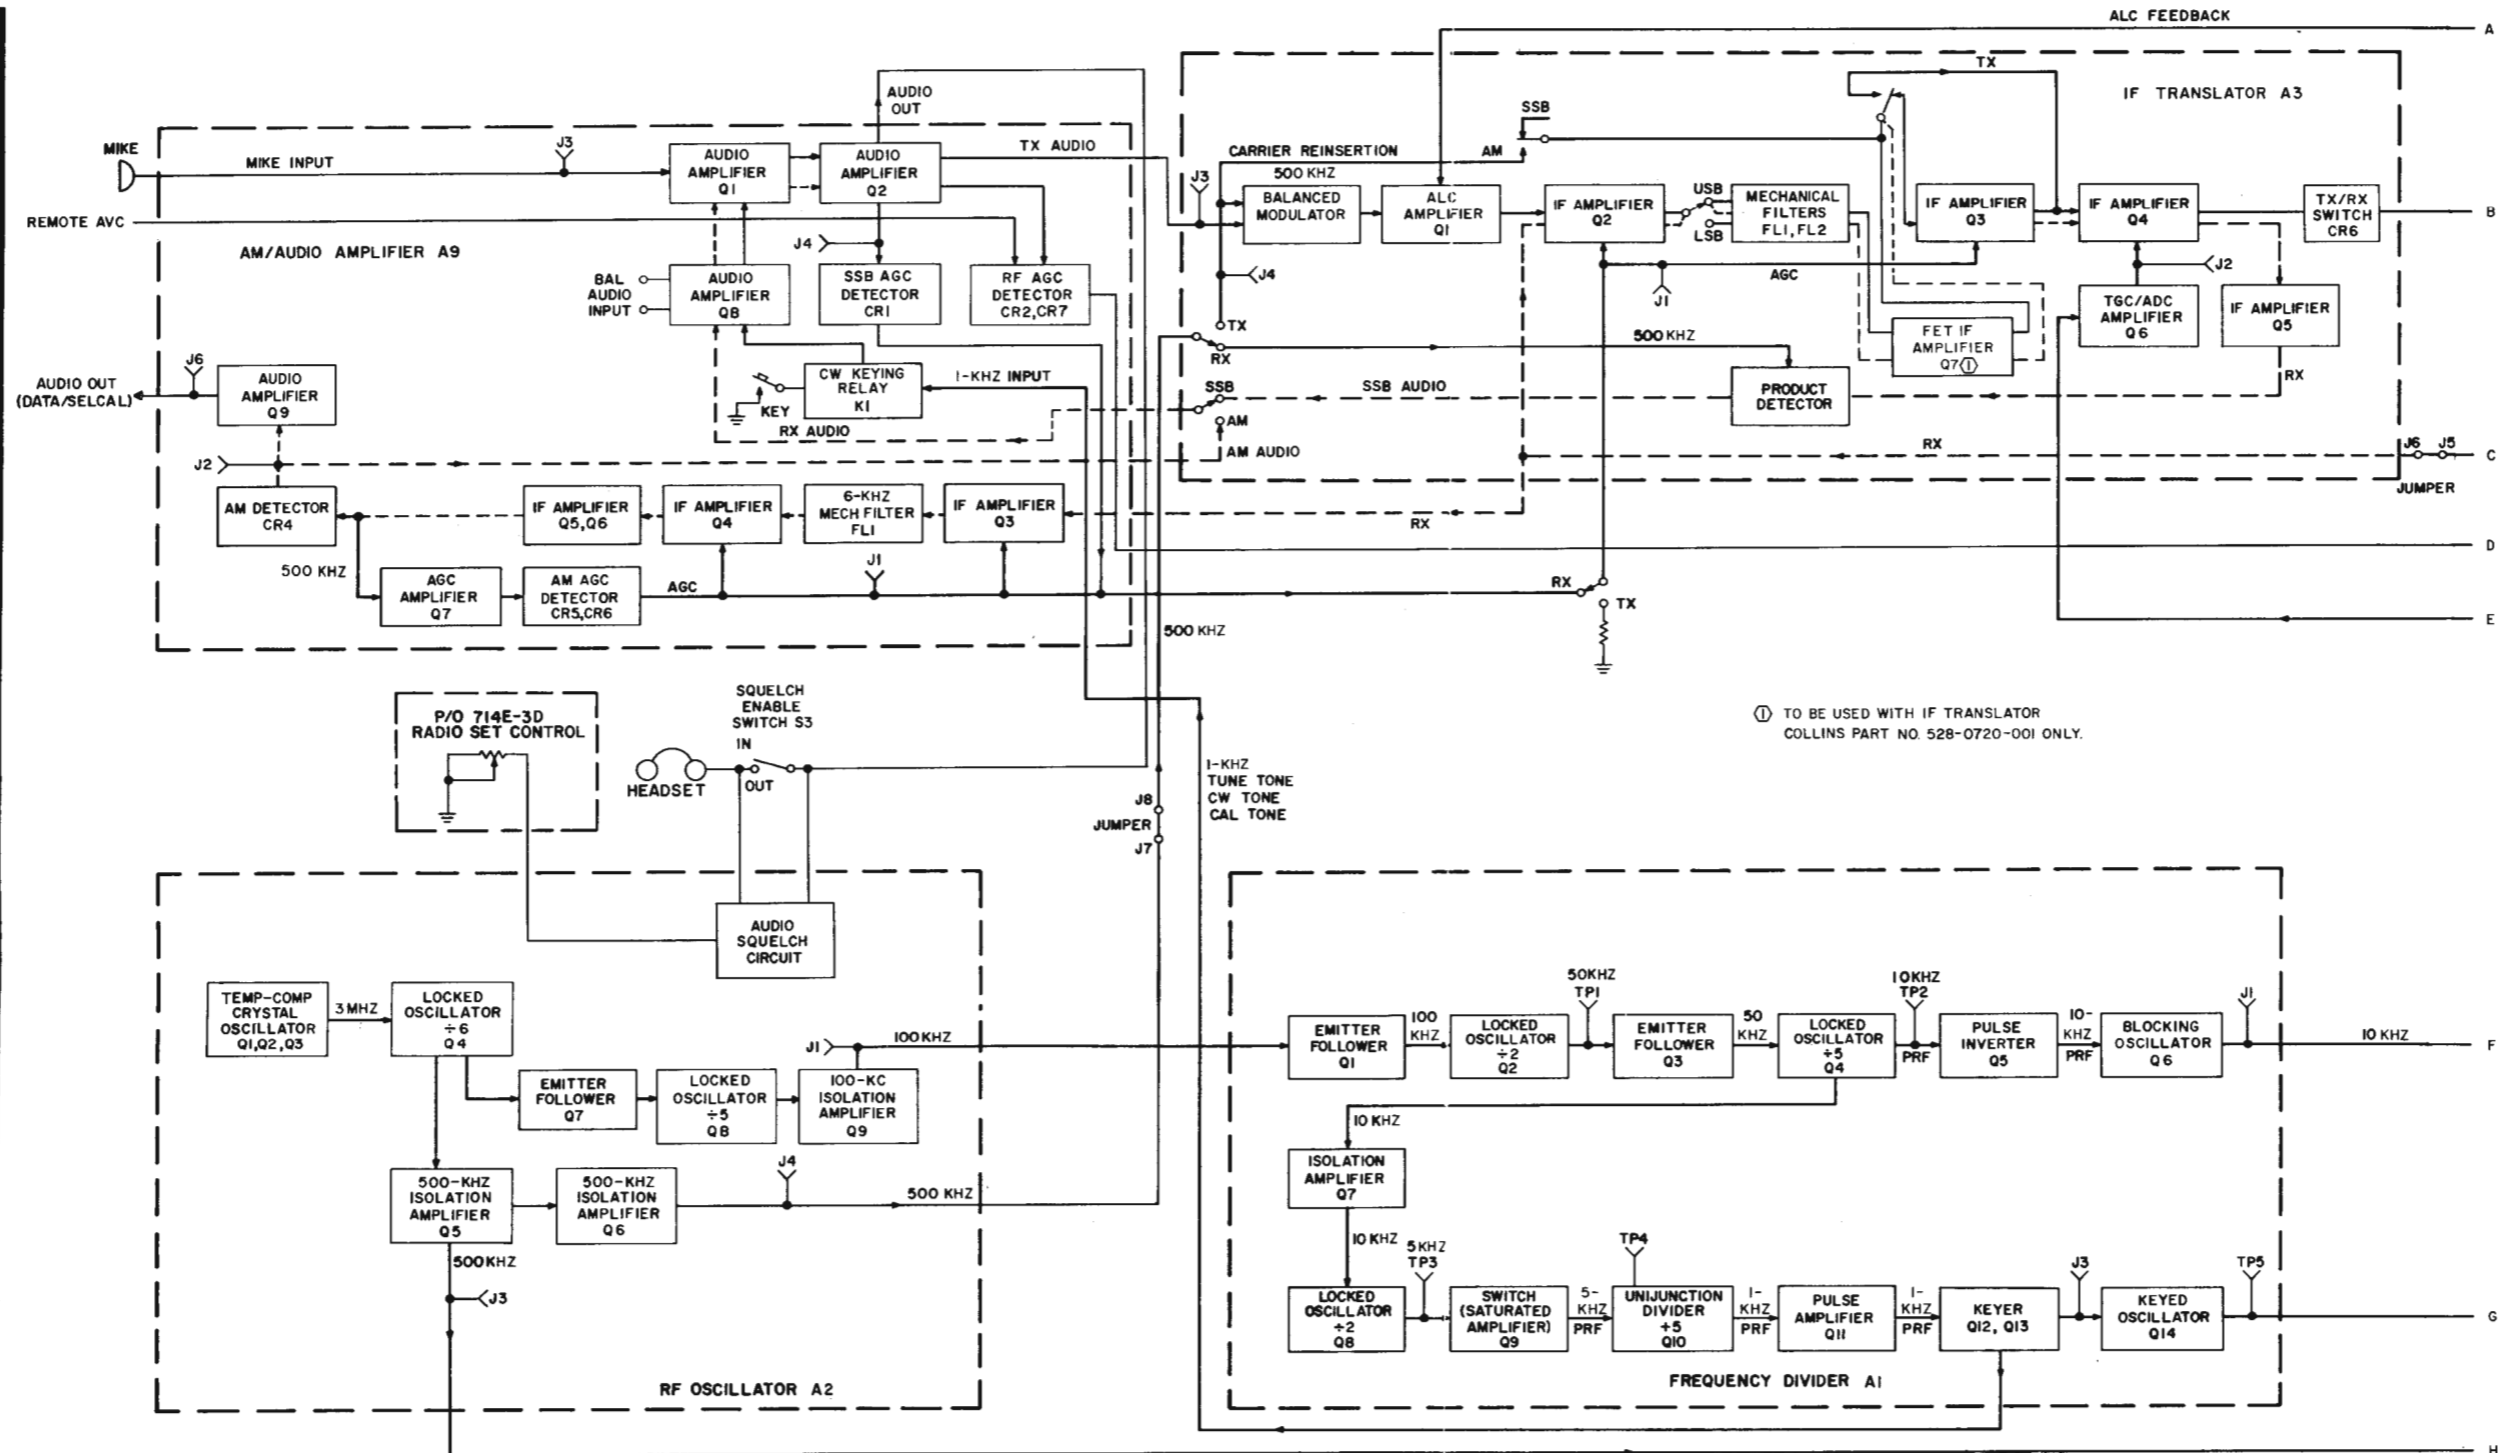 ALC FEEDBACK
A
TX
IF TRANSLATOR A3
AUDIO
OUT
SSB
MIKE
J3
MIKE INPUT
AUDIO
AMPLIFIER
Q1
AUDIO
AMPLIFIER
Q2
TX AUDIO
CARRIER REINSERTION
AM
500 KHZ
J3
BALANCED
MODULATOR
ALC
AMPLIFIER
Q1
IF AMPLIFIER
Q2
USB
LSB
MECHANICAL
FILTERS
FL1, FL2
IF AMPLIFIER
Q3
IF AMPLIFIER
Q4
TX/RX
SWITCH
CR6
B
REMOTE AVC
AM/AUDIO AMPLIFIER A9
J4
BAL
AUDIO
INPUT
AUDIO
AMPLIFIER
Q8
SSB AGC
DETECTOR
CR1
RF AGC
DETECTOR
CR2,CR7
J4
AGC
J1
J2
TGC/ADC
AMPLIFIER
Q6
IF AMPLIFIER
Q5
FET IF
AMPLIFIER
Q7 1
TX
RX
500 KHZ
RX
J6
AUDIO OUT
(DATA/SELCAL)
AUDIO
AMPLIFIER
Q9
KEY
CW KEYING
RELAY
K1
1-KHZ INPUT
RX AUDIO
SSB
SSB AUDIO
AM
AM AUDIO
PRODUCT
DETECTOR
J2
RX
J6 J5
C
JUMPER
AM DETECTOR
CR4
IF AMPLIFIER
Q5,Q6
IF AMPLIFIER
Q4
6-KHZ
MECH FILTER
FL1
IF AMPLIFIER
Q3
RX
D
500 KHZ
AGC
AMPLIFIER
Q7
AM AGC
DETECTOR
CR5,CR6
AGC
J1
RX
TX
E
500 KHZ
P/O 714E-3D
RADIO SET CONTROL
SQUELCH
ENABLE
SWITCH S3
IN
OUT
HEADSET
1 TO BE USED WITH IF TRANSLATOR
COLLINS PART NO. 528-0720-001 ONLY.
1-KHZ
TUNE TONE
CW TONE
CAL TONE
J8
JUMPER
J7
AUDIO
SQUELCH
CIRCUIT
TEMP-COMP
CRYSTAL
OSCILLATOR
Q1,Q2,Q3
3 MHZ
LOCKED
OSCILLATOR
÷6
Q4
J1
100KHZ
EMITTER
FOLLOWER
Q7
LOCKED
OSCILLATOR
÷5
Q8
100-KC
ISOLATION
AMPLIFIER
Q9
500-KHZ
ISOLATION
AMPLIFIER
Q5
500-KHZ
ISOLATION
AMPLIFIER
Q6
J4
500 KHZ
500KHZ
J3
RF OSCILLATOR A2
EMITTER
FOLLOWER
Q1
100
KHZ
LOCKED
OSCILLATOR
÷2
Q2
50KHZ
TP1
EMITTER
FOLLOWER
Q3
50
KHZ
LOCKED
OSCILLATOR
÷5
Q4
10KHZ
TP2
PRF
PULSE
INVERTER
Q5
10-
KHZ
PRF
BLOCKING
OSCILLATOR
Q6
J1
10 KHZ
F
10 KHZ
ISOLATION
AMPLIFIER
Q7
10 KHZ
LOCKED
OSCILLATOR
÷2
Q8
5KHZ
TP3
SWITCH
(SATURATED
AMPLIFIER)
Q9
5-
KHZ
PRF
TP4
UNIJUNCTION
DIVIDER
÷5
Q10
1-
KHZ
PRF
PULSE
AMPLIFIER
Q11
1-
KHZ
PRF
KEYER
Q12, Q13
J3
KEYED
OSCILLATOR
Q14
TP5
G
FREQUENCY DIVIDER A1
H